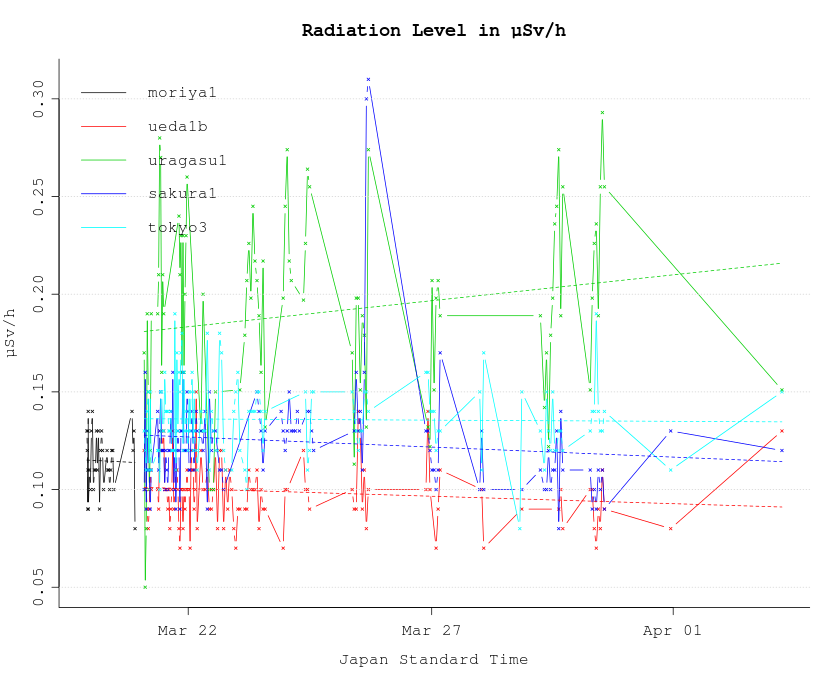 Radiation Level in µSv/h
µSv/h
0.30
0.25
0.20
0.15
0.10
0.05
moriya1
ueda1b
uragasu1
sakura1
tokyo3
Mar 22
Mar 27
Apr 01
Japan Standard Time